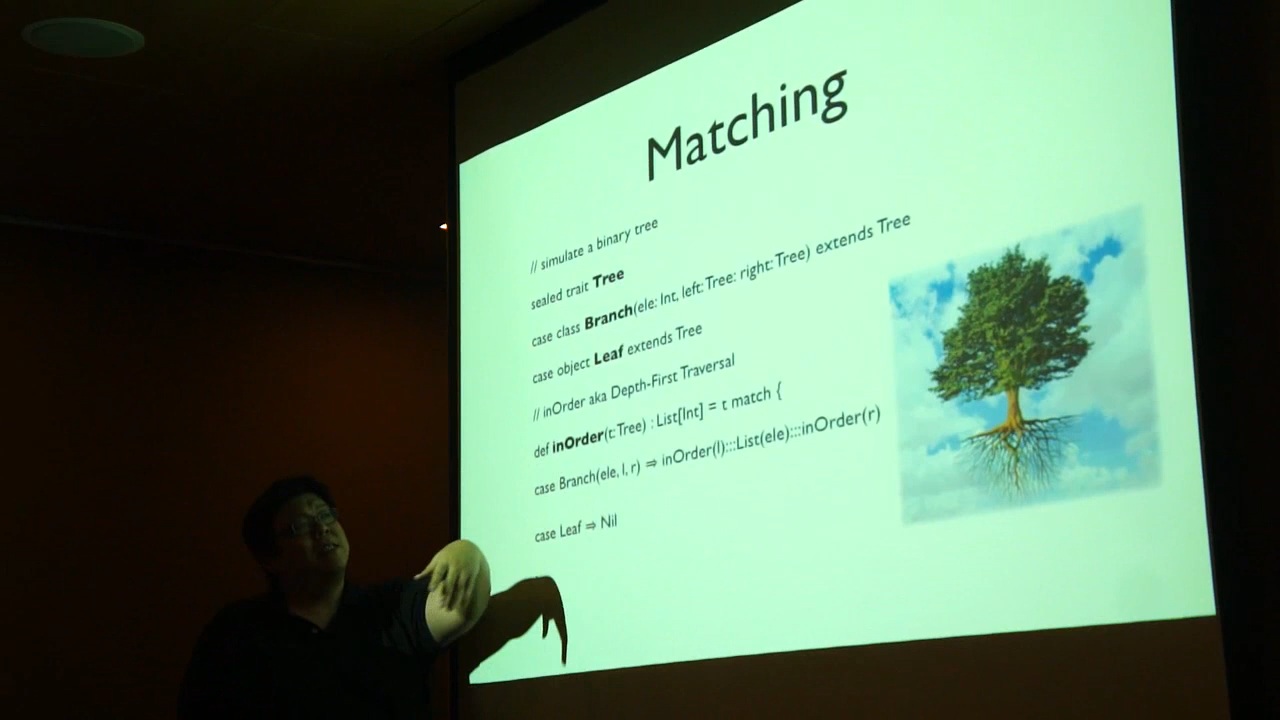 Matching
// simulate a binary tree
sealed trait Tree
case class Branch(ele: Int, left: Tree: right: Tree) extends Tree
case object Leaf extends Tree
// inOrder aka Depth-First Traversal
def inOrder(t: Tree) : List[Int] = t match {
case Branch(ele, l, r) ⇒ inOrder(l):::List(ele):::inOrder(r)
case Leaf ⇒ Nil